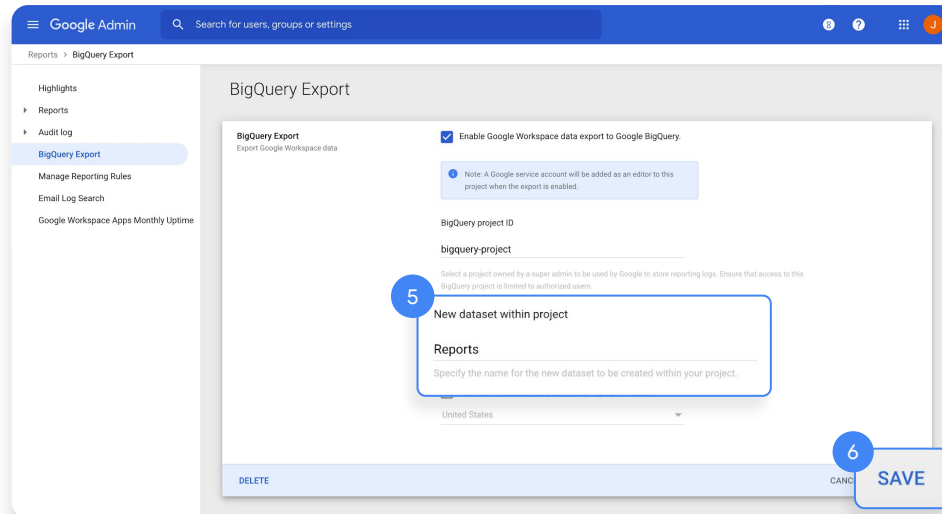 Google Admin
Search for users, groups or settings
8
?
J
Reports > BigQuery Export
Highlights
Reports
Audit log
BigQuery Export
Manage Reporting Rules
Email Log Search
Google Workspace Apps Monthly Uptime
BigQuery Export
BigQuery Export
Export Google Workspace data
Enable Google Workspace data export to Google BigQuery.
Note: A Google service account will be added as an editor to this
project when the export is enabled.
BigQuery project ID
bigquery-project
Select a project owned by a super admin to be used by Google to store reporting logs. Ensure that access to this
BigQuery project is limited to authorized users.
5
New dataset within project
Reports
Specify the name for the new dataset to be created within your project.
United States
6
DELETE
CANC
SAVE